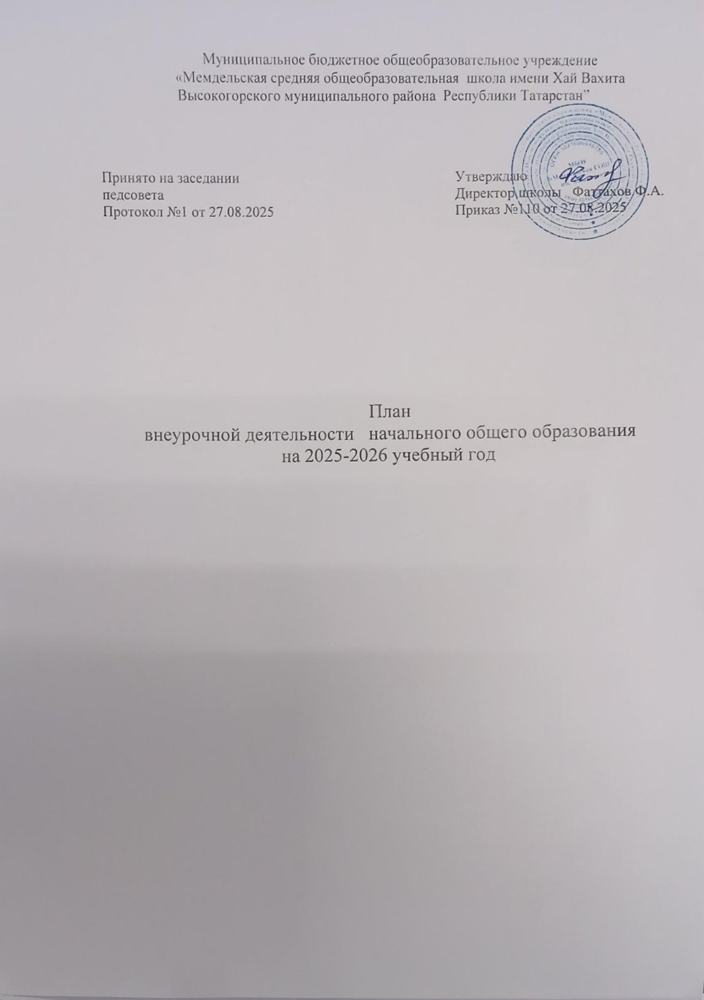 Муниципальное бюджетное общеобразовательное учреждение
«Мемдельская средняя общеобразовательная школа имени Хай Вахита
Высокогорского муниципального района Республики Татарстан”
Принято на заседании
педсовета
Протокол №1 от 27.08.2025
Утверждаю
Директор школы Фаттахов Ф.А.
Приказ №110 от 27.08.2025
МБОУ
План
внеурочной деятельности начального общего образования
на 2025-2026 учебный год